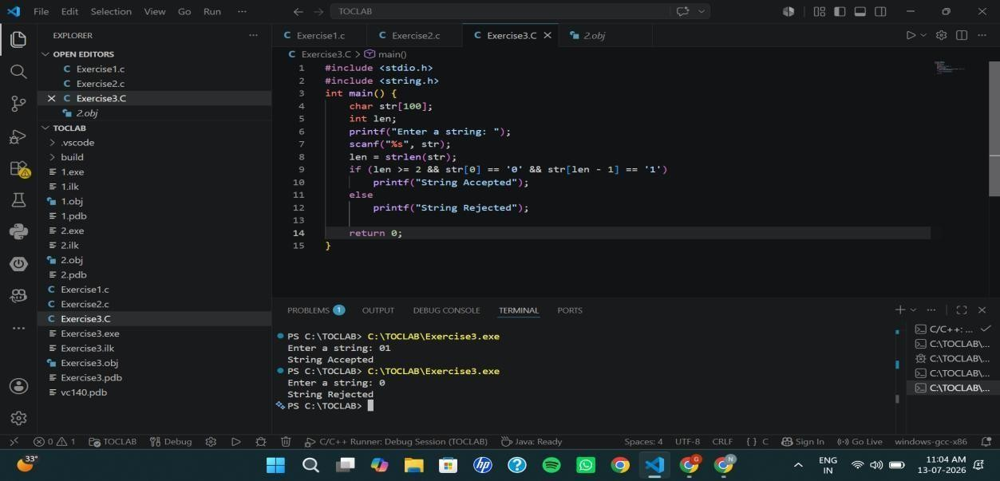 File Edit Selection View Go Run ··· TOCLAB
EXPLORER ···
OPEN EDITORS
C Exercise1.c
C Exercise2.c
C Exercise3.C
2.obj
TOCLAB
.vscode
build
1.exe
1.ilk
1.obj
1.pdb
2.exe
2.ilk
2.obj
2.pdb
C Exercise1.c
C Exercise2.c
C Exercise3.C
Exercise3.exe
Exercise3.ilk
Exercise3.obj
Exercise3.pdb
vc140.pdb
C Exercise1.c C Exercise2.c C Exercise3.C 2.obj
C Exercise3.C > main()
1 #include <stdio.h>
2 #include <string.h>
3 int main() {
4 char str[100];
5 int len;
6 printf("Enter a string: ");
7 scanf("%s", str);
8 len = strlen(str);
9 if (len >= 2 && str[0] == '0' && str[len - 1] == '1')
10 printf("String Accepted");
11 else
12 printf("String Rejected");
13
14 return 0;
15 }
PROBLEMS 1 OUTPUT DEBUG CONSOLE TERMINAL PORTS
PS C:\TOCLAB> C:\TOCLAB\Exercise3.exe
Enter a string: 01
String Accepted
PS C:\TOCLAB> C:\TOCLAB\Exercise3.exe
Enter a string: 0
String Rejected
PS C:\TOCLAB>
C/C++: ...
C:\TOCLAB\...
C:\TOCLAB\...
C:\TOCLAB\...
C:\TOCLAB\...
0 1 TOCLAB Debug C/C++ Runner: Debug Session (TOCLAB) Java: Ready Spaces: 4 UTF-8 CRLF { } C Sign In Go Live windows-gcc-x86
33°
hp
G
N
ENG
IN
11:04 AM
13-07-2026